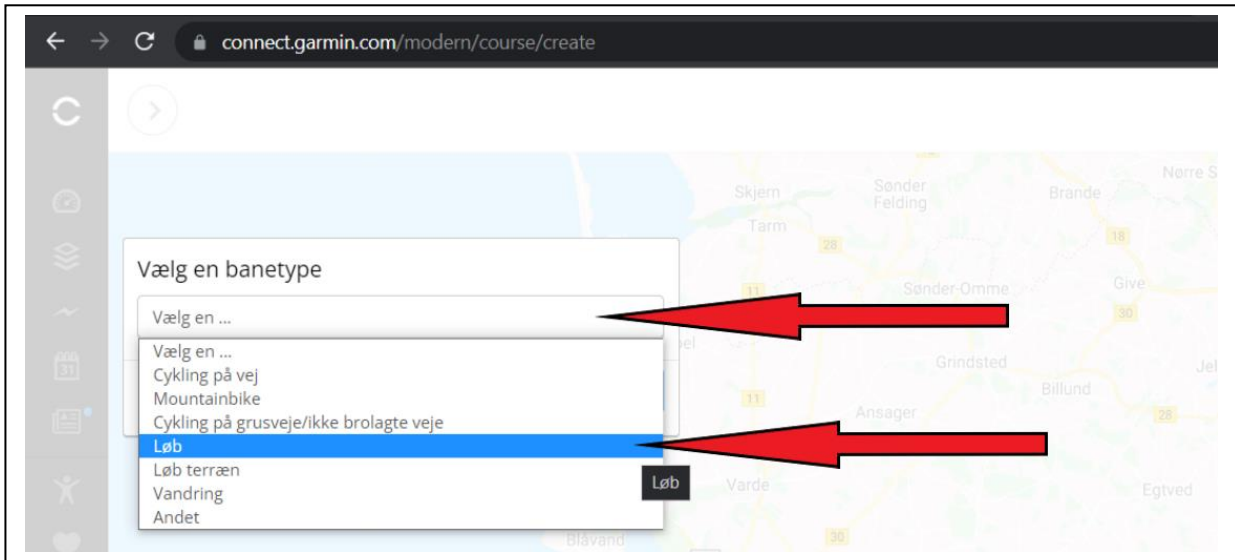 connect.garmin.com/modern/course/create
Nørre S
Skjern
Sønder
Felding
Brande
Tarm
18
28
Vælg en banetype
11
Sønder-Omme
Give
30
Vælg en ...
Vælg en ...
Cykling på vej
Mountainbike
Cykling på grusveje/ikke brolagte veje
Løb
Løb terræn
Vandring
Andet
Løb
31
Grindsted
Billund
11
Ansager
28
Varde
Egtved
Blåvand
30